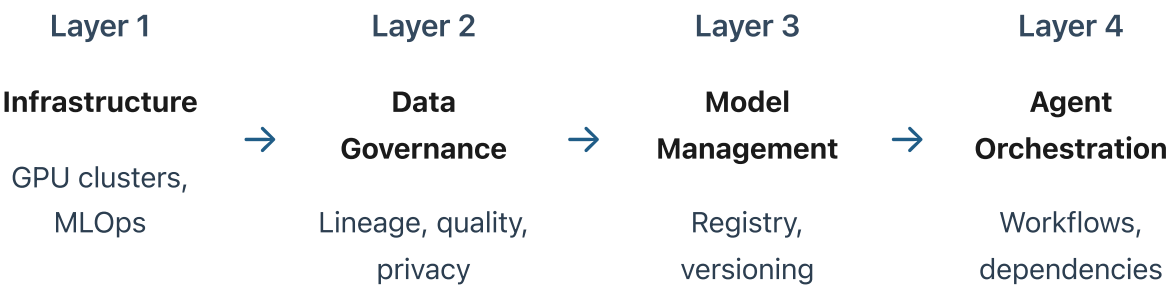 Layer 1
Infrastructure
GPU clusters,
MLOps
Layer 2
Data
Governance
Lineage, quality,
privacy
Layer 3
Model
Management
Registry,
versioning
Layer 4
Agent
Orchestration
Workflows,
dependencies